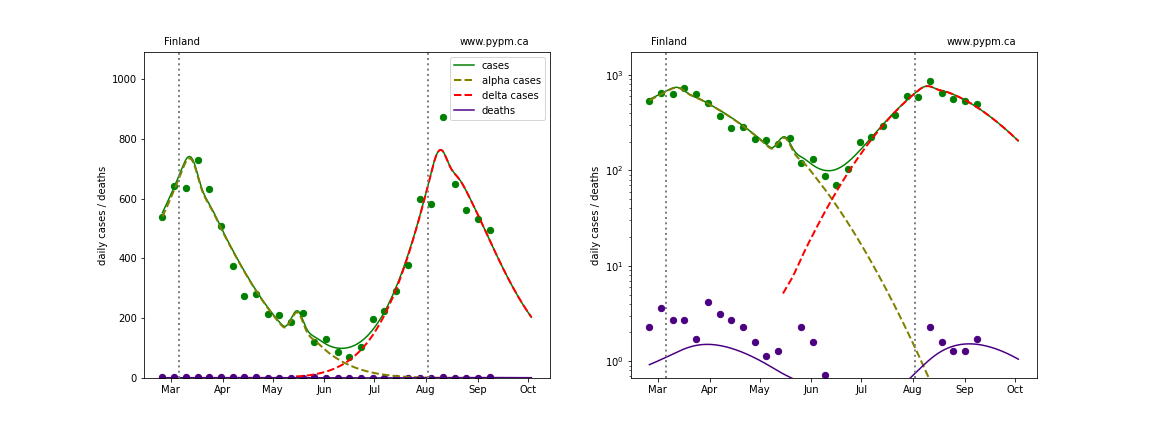 Finland www.pypm.ca
cases
alpha cases
delta cases
deaths
daily cases / deaths
1000
800
600
400
200
0
Mar Apr May Jun Jul Aug Sep Oct
Finland www.pypm.ca
daily cases / deaths
10³
10²
10¹
10⁰
Mar Apr May Jun Jul Aug Sep Oct